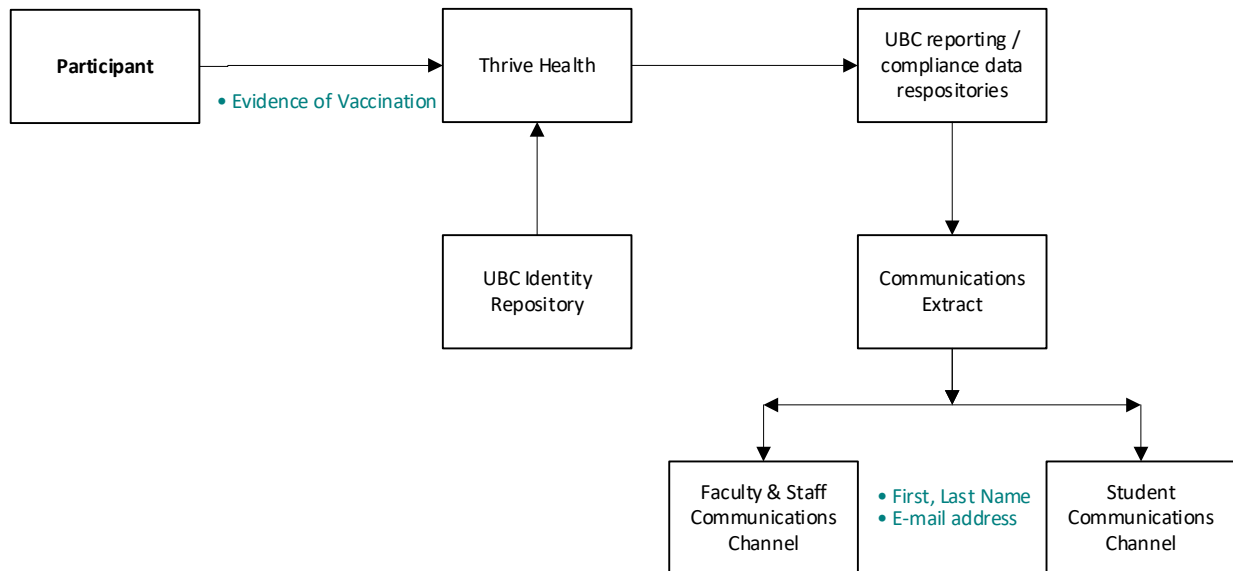 Participant
• Evidence of Vaccination
Thrive Health
UBC reporting /
compliance data
respositories
UBC Identity
Repository
Communications
Extract
Faculty & Staff
Communications
Channel
• First, Last Name
• E-mail address
Student
Communications
Channel